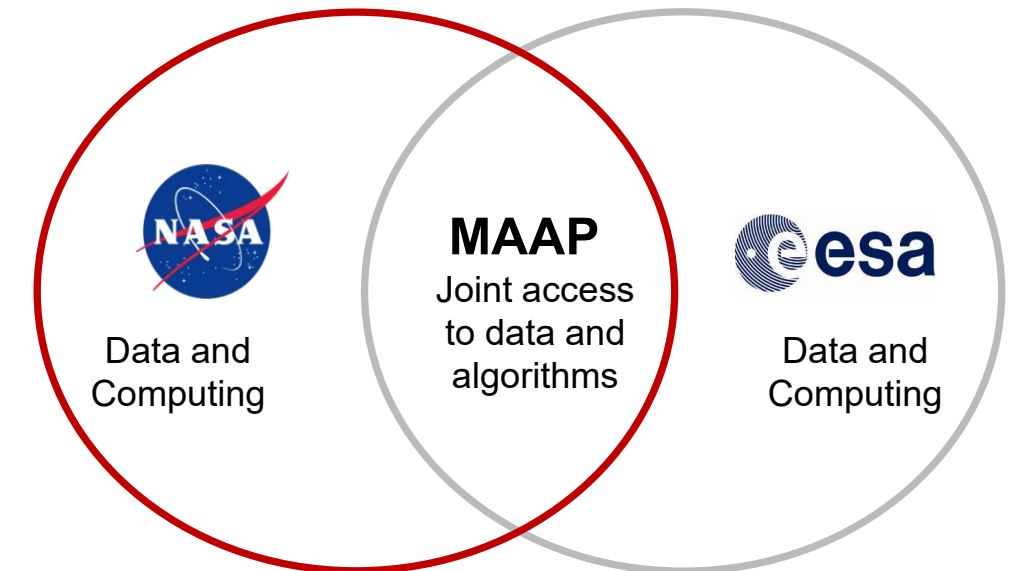 NASA
Data and
Computing
MAAP
Joint access
to data and
algorithms
esa
Data and
Computing